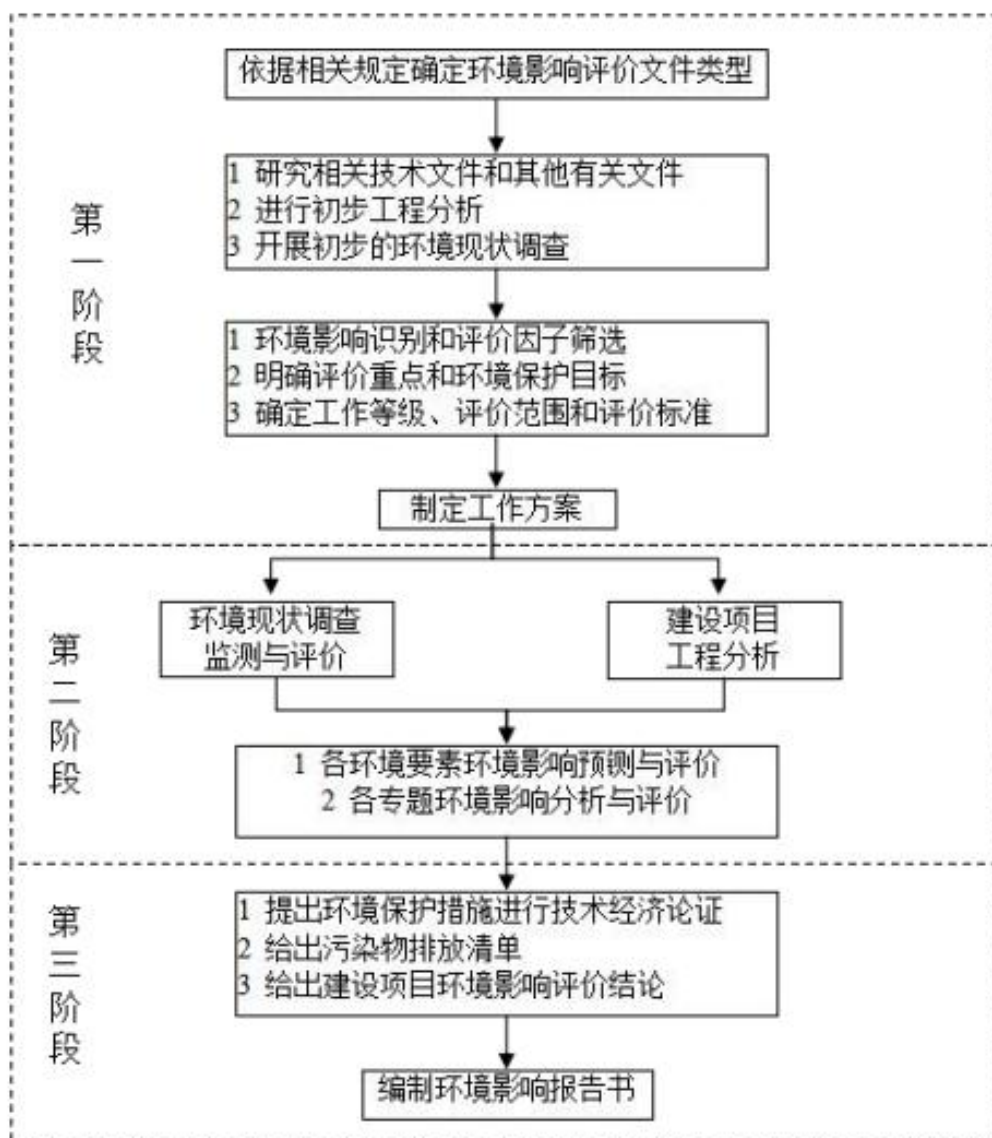 依据相关规定确定环境影响评价文件类型
第一阶段
1 研究相关技术文件和其他有关文件
2 进行初步工程分析
3 开展初步的环境现状调查
1 环境影响识别和评价因子筛选
2 明确评价重点和环境保护目标
3 确定工作等级、评价范围和评价标准
制定工作方案
第二阶段
环境现状调查
监测与评价
建设项目
工程分析
1 各环境要素环境影响预测与评价
2 各专题环境影响分析与评价
第三阶段
1 提出环境保护措施进行技术经济论证
2 给出污染物排放清单
3 给出建设项目环境影响评价结论
编制环境影响报告书